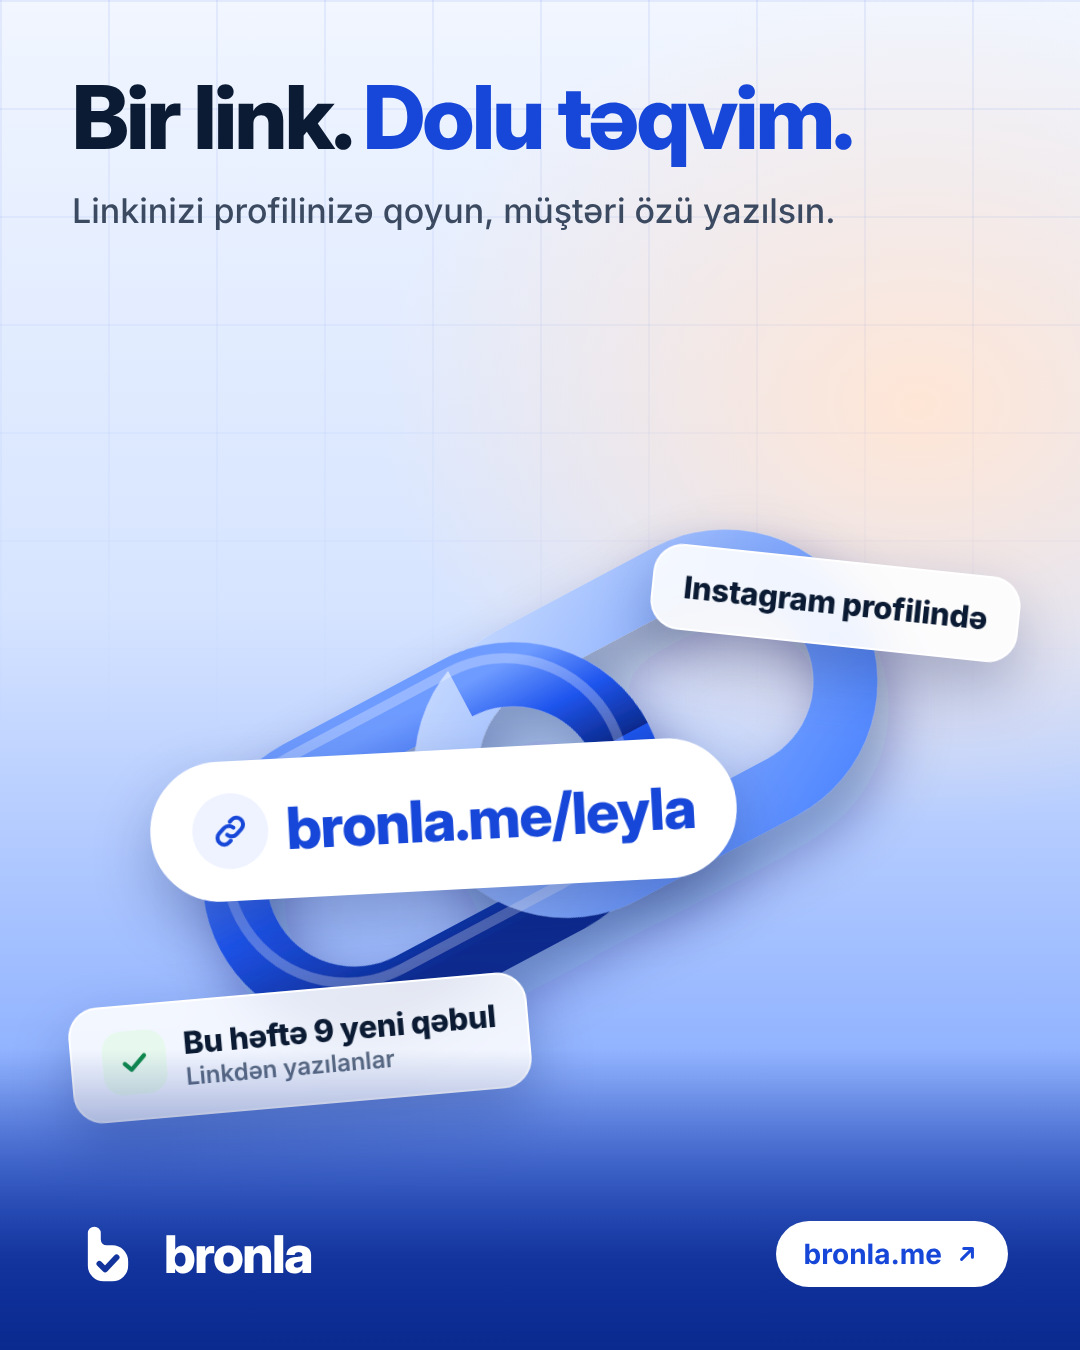 Bir link. Dolu təqvim.
Linkinizi profilinizə qoyun, müştəri özü yazılsın.
Instagram profilində
bronla.me/leyla
Bu həftə 9 yeni qəbul
Linkdən yazılanlar
bronla
bronla.me